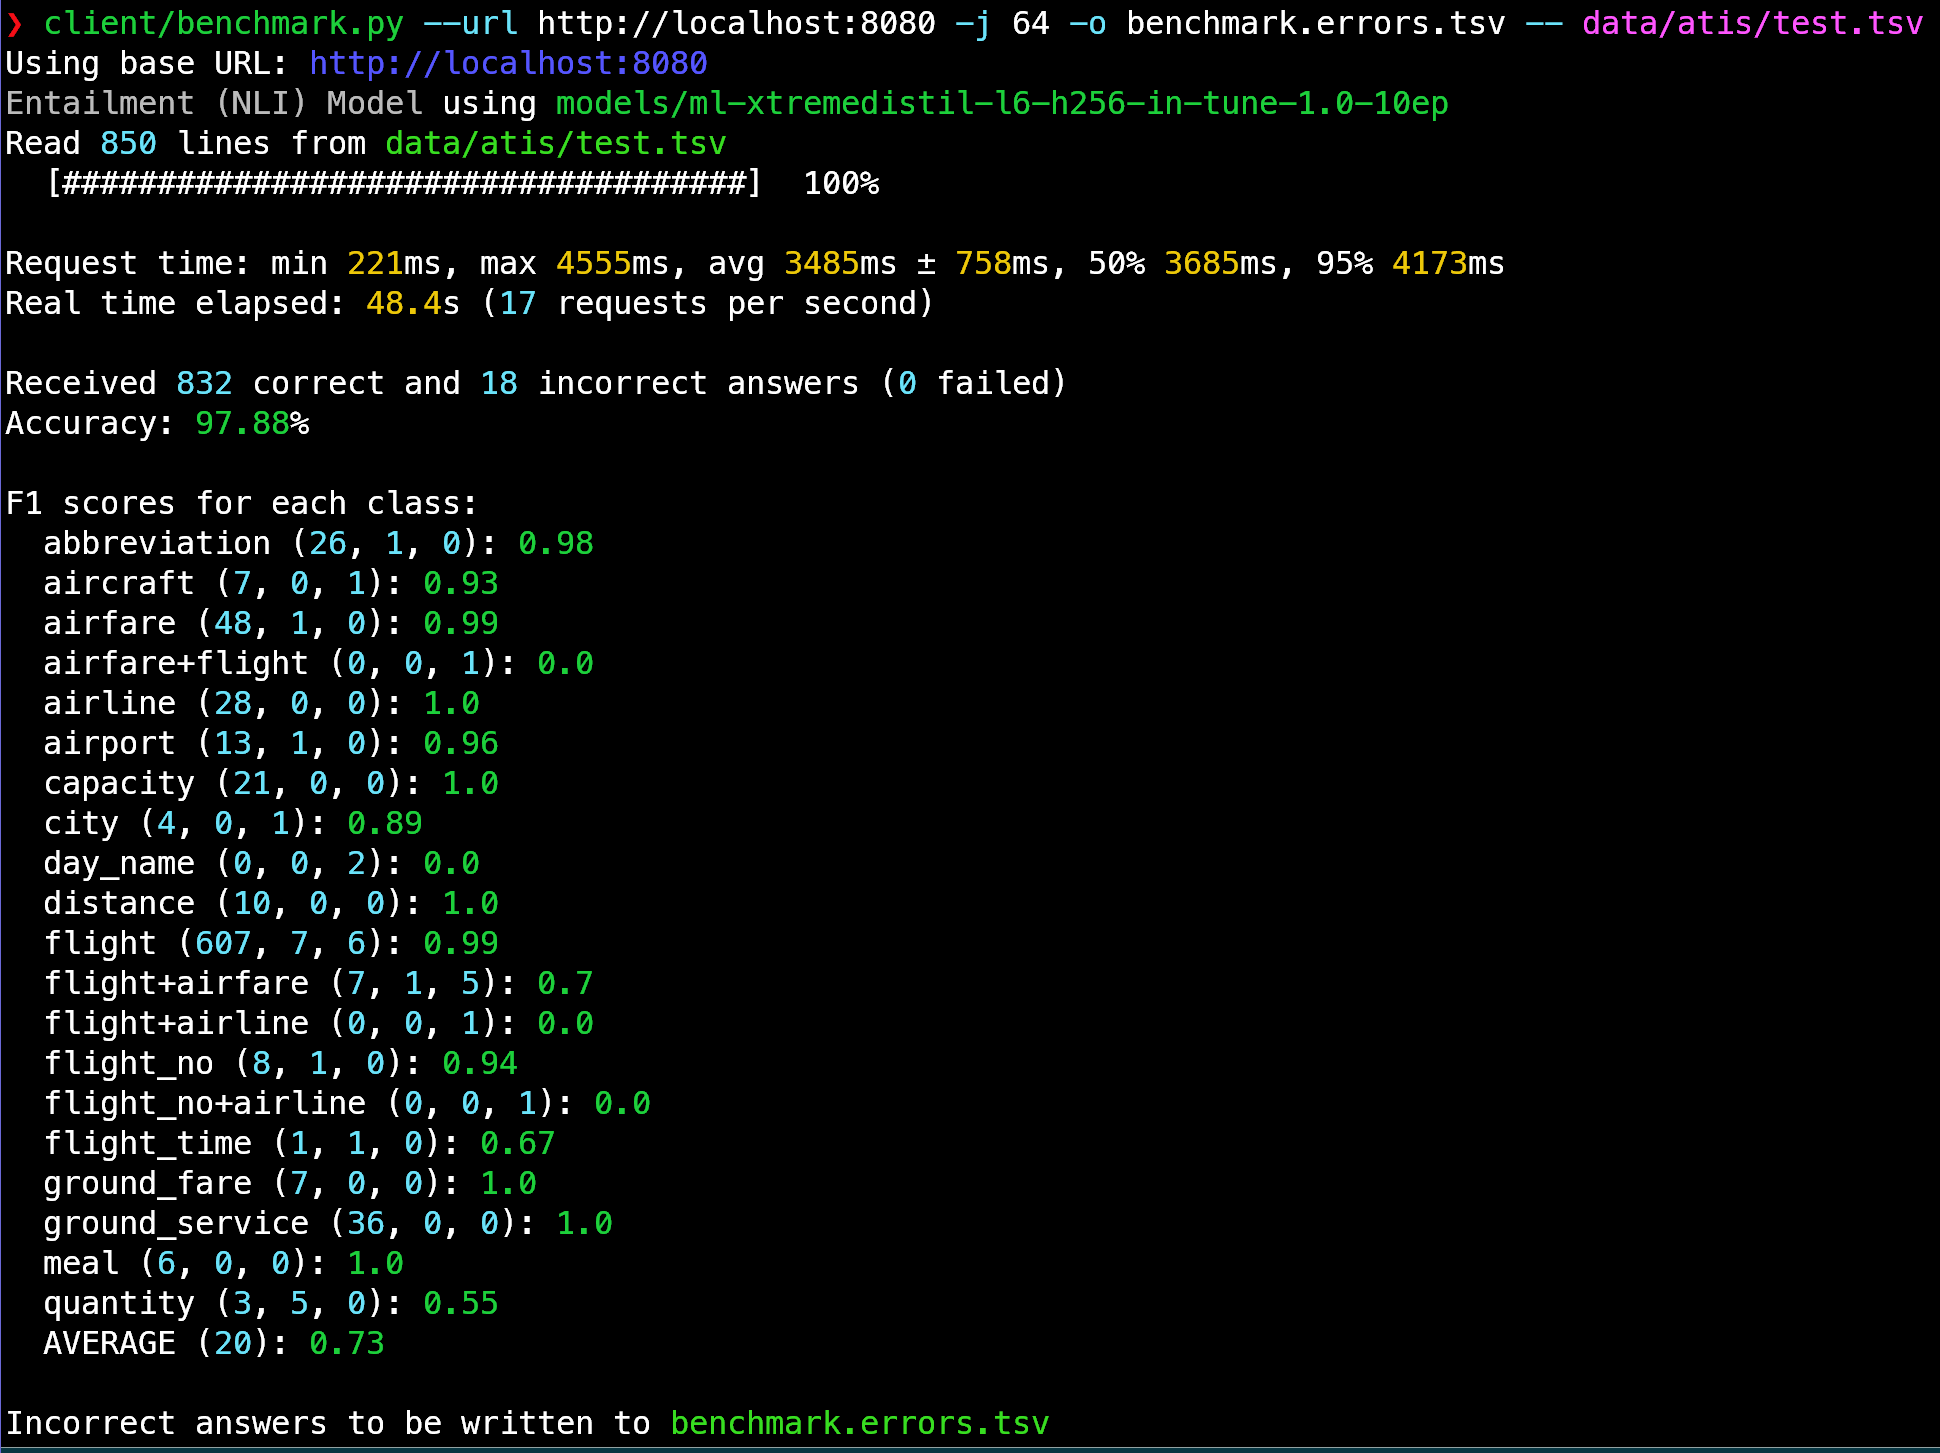 ❯ client/benchmark.py --url http://localhost:8080 -j 64 -o benchmark.errors.tsv -- data/atis/test.tsv
Using base URL: http://localhost:8080
Entailment (NLI) Model using models/ml-xtremedistil-l6-h256-in-tune-1.0-10ep
Read 850 lines from data/atis/test.tsv
  [####################################]  100%

Request time: min 221ms, max 4555ms, avg 3485ms ± 758ms, 50% 3685ms, 95% 4173ms
Real time elapsed: 48.4s (17 requests per second)

Received 832 correct and 18 incorrect answers (0 failed)
Accuracy: 97.88%

F1 scores for each class:
  abbreviation (26, 1, 0): 0.98
  aircraft (7, 0, 1): 0.93
  airfare (48, 1, 0): 0.99
  airfare+flight (0, 0, 1): 0.0
  airline (28, 0, 0): 1.0
  airport (13, 1, 0): 0.96
  capacity (21, 0, 0): 1.0
  city (4, 0, 1): 0.89
  day_name (0, 0, 2): 0.0
  distance (10, 0, 0): 1.0
  flight (607, 7, 6): 0.99
  flight+airfare (7, 1, 5): 0.7
  flight+airline (0, 0, 1): 0.0
  flight_no (8, 1, 0): 0.94
  flight_no+airline (0, 0, 1): 0.0
  flight_time (1, 1, 0): 0.67
  ground_fare (7, 0, 0): 1.0
  ground_service (36, 0, 0): 1.0
  meal (6, 0, 0): 1.0
  quantity (3, 5, 0): 0.55
  AVERAGE (20): 0.73

Incorrect answers to be written to benchmark.errors.tsv